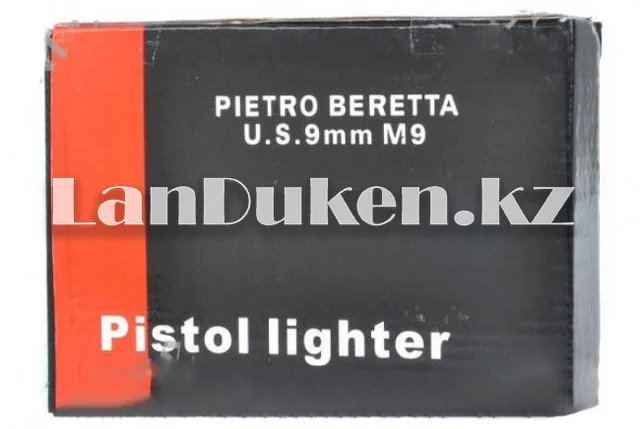 PIETRO BERETTA
U.S.9mm M9
LanDuken.kz
Pistol lighter